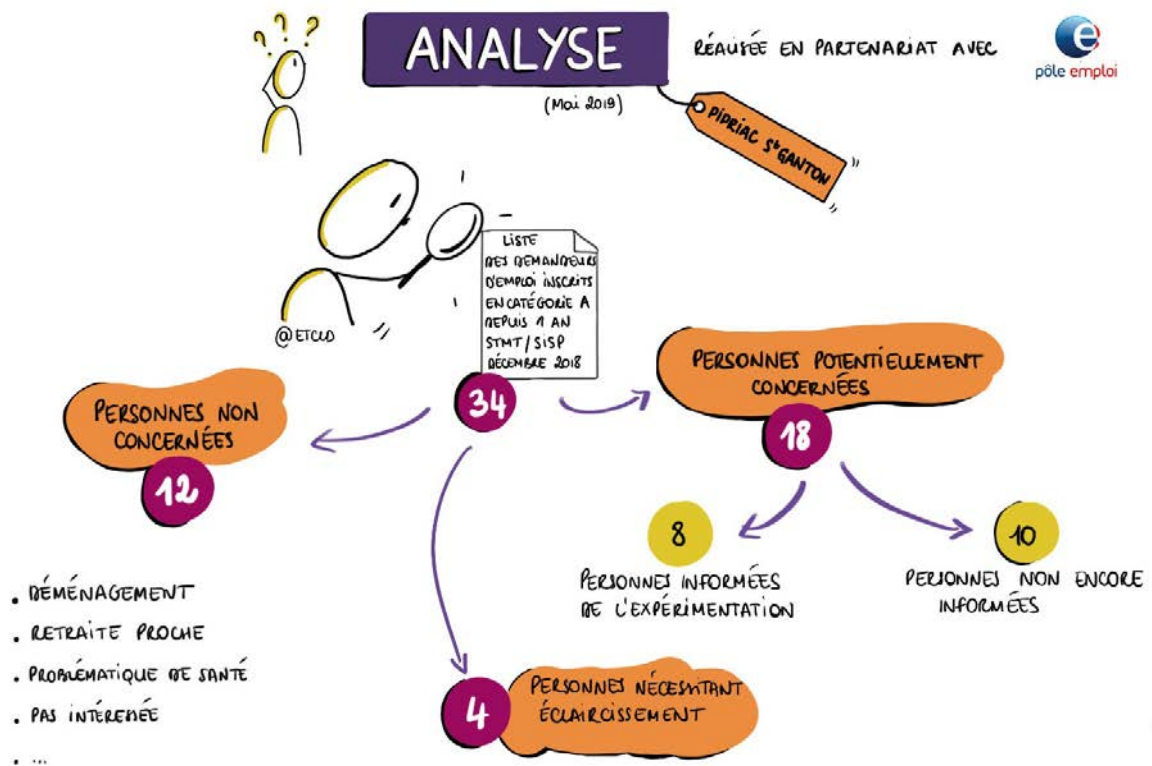 ? ? ?
ANALYSE
RÉALISÉE EN PARTENARIAT AVEC
e
pôle emploi
(Mai 2019)
PIPRIAC St GANTON
LISTE
DES DEMANDEURS
D'EMPLOI INSCRITS
EN CATÉGORIE A
DEPUIS 1 AN
STMT / SISP
DÉCEMBRE 2018
@ETCLD
34
PERSONNES NON
CONCERNÉES
12
PERSONNES POTENTIELLEMENT
CONCERNÉES
18
8
PERSONNES INFORMÉES
DE L'EXPÉRIMENTATION
10
PERSONNES NON ENCORE
INFORMÉES
. DÉMÉNAGEMENT
. RETRAITE PROCHE
. PROBLÉMATIQUE DE SANTÉ
. PAS INTÉRESSÉE
. ...
4
PERSONNES NÉCESSITANT
ÉCLAIRCISSEMENT